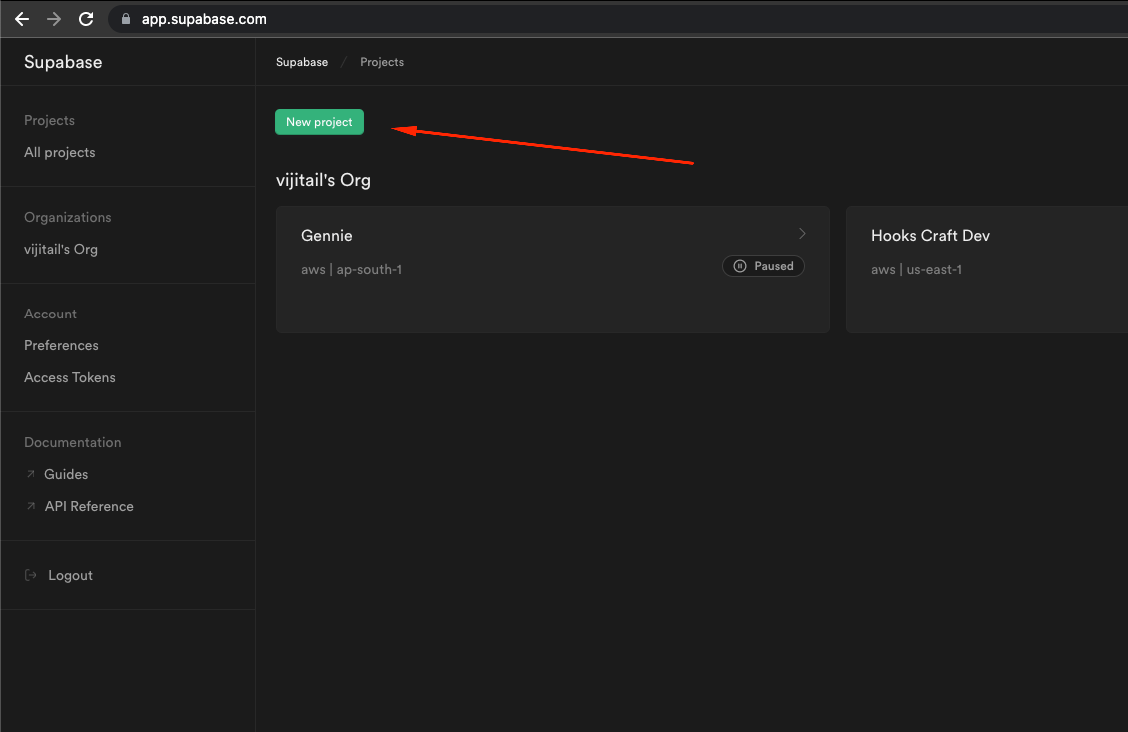 app.supabase.com
Supabase
Supabase / Projects
Projects
All projects
Organizations
vijitail's Org
Account
Preferences
Access Tokens
Documentation
Guides
API Reference
Logout
New project
vijitail's Org
Gennie
aws | ap-south-1
Paused
Hooks Craft Dev
aws | us-east-1